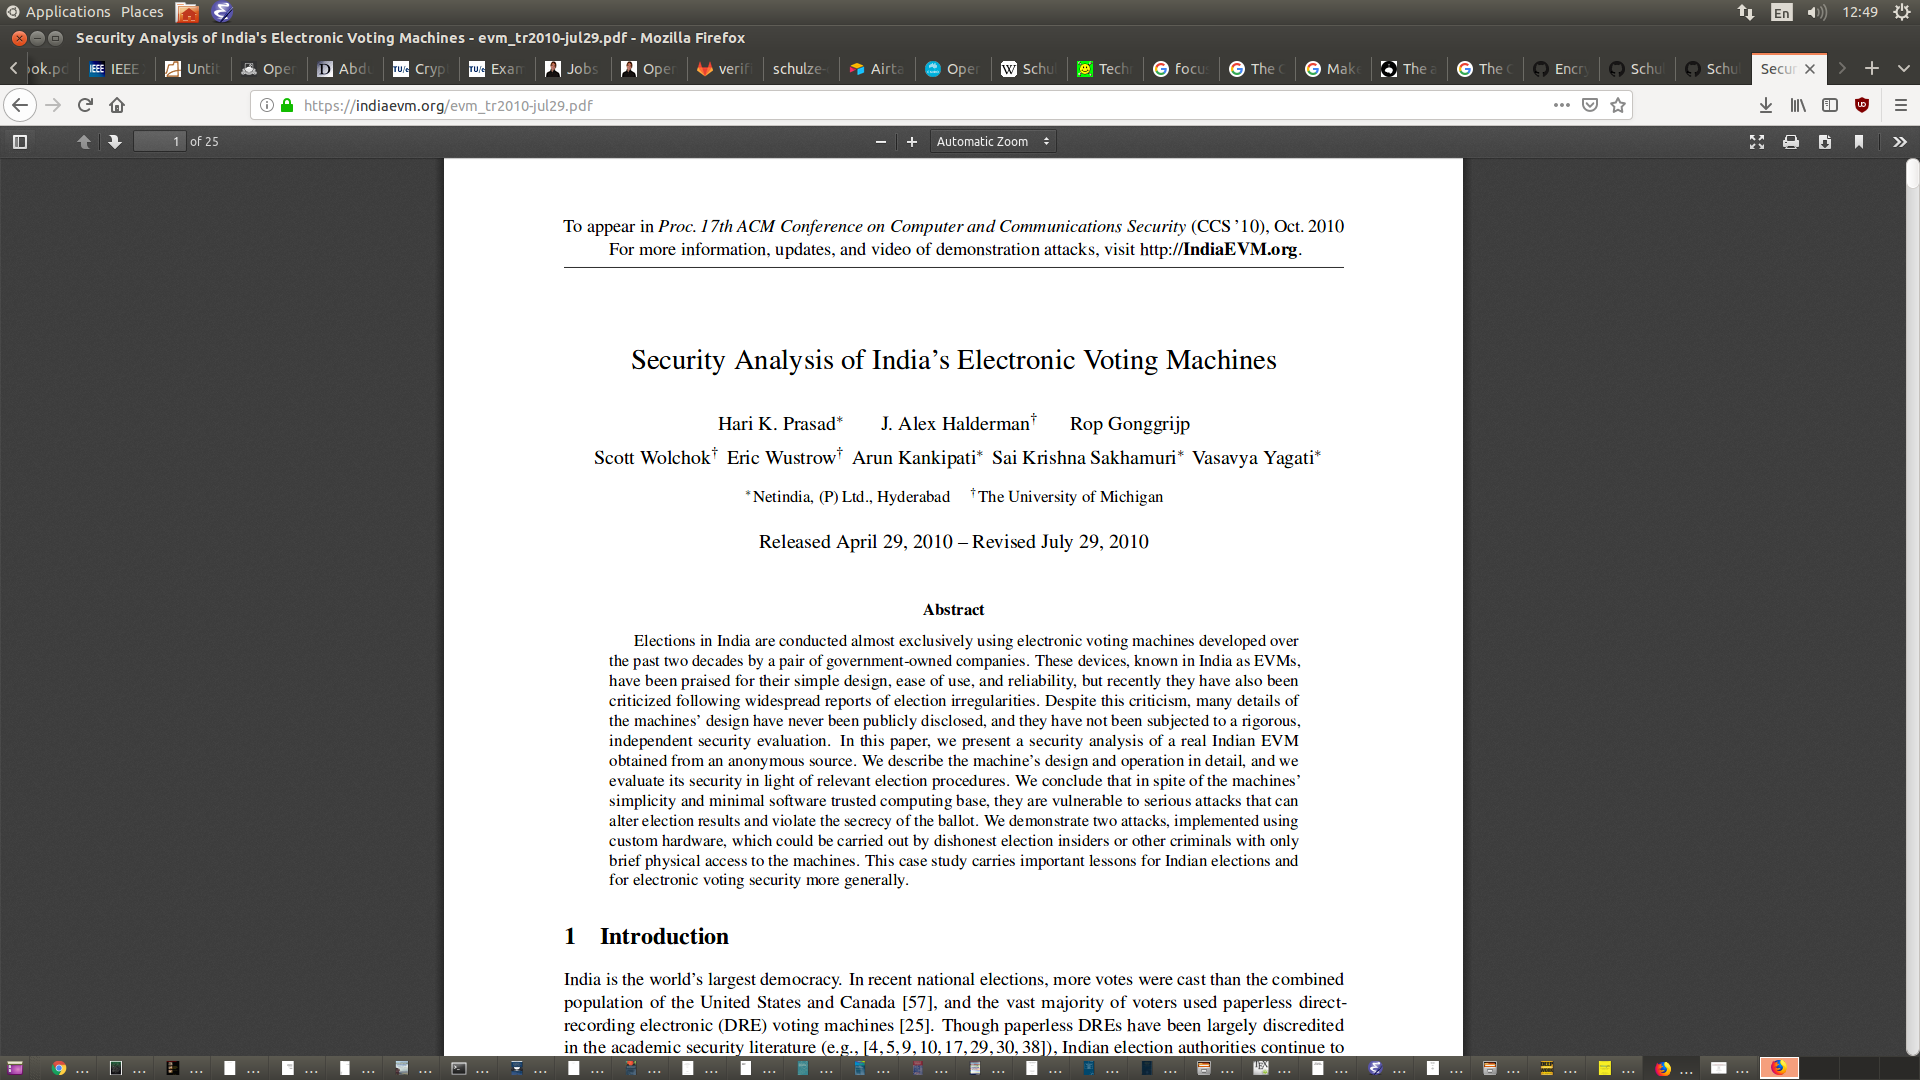 Applications Places
En
12:49
Security Analysis of India's Electronic Voting Machines - evm_tr2010-jul29.pdf - Mozilla Firefox
ok.pd
IEEE
Untit
Oper
Abdu
Cryp
Exan
Jobs
Oper
verif
schulze-
Airta
Oper
Schu
Tech
focu
The C
Make
The a
The C
Encry
Schul
Schu
Secur
https://indiaevm.org/evm_tr2010-jul29.pdf
1 of 25
Automatic Zoom
To appear in Proc. 17th ACM Conference on Computer and Communications Security (CCS ’10), Oct. 2010
For more information, updates, and video of demonstration attacks, visit http://IndiaEVM.org.
Security Analysis of India’s Electronic Voting Machines
Hari K. Prasad* J. Alex Halderman† Rop Gonggrijp
Scott Wolchok† Eric Wustrow† Arun Kankipati* Sai Krishna Sakhamuri* Vasavya Yagati*
*Netindia, (P) Ltd., Hyderabad †The University of Michigan
Released April 29, 2010 – Revised July 29, 2010
Abstract
Elections in India are conducted almost exclusively using electronic voting machines developed over
the past two decades by a pair of government-owned companies. These devices, known in India as EVMs,
have been praised for their simple design, ease of use, and reliability, but recently they have also been
criticized following widespread reports of election irregularities. Despite this criticism, many details of
the machines’ design have never been publicly disclosed, and they have not been subjected to a rigorous,
independent security evaluation. In this paper, we present a security analysis of a real Indian EVM
obtained from an anonymous source. We describe the machine’s design and operation in detail, and we
evaluate its security in light of relevant election procedures. We conclude that in spite of the machines’
simplicity and minimal software trusted computing base, they are vulnerable to serious attacks that can
alter election results and violate the secrecy of the ballot. We demonstrate two attacks, implemented using
custom hardware, which could be carried out by dishonest election insiders or other criminals with only
brief physical access to the machines. This case study carries important lessons for Indian elections and
for electronic voting security more generally.
1 Introduction
India is the world’s largest democracy. In recent national elections, more votes were cast than the combined
population of the United States and Canada [57], and the vast majority of voters used paperless direct-
recording electronic (DRE) voting machines [25]. Though paperless DREs have been largely discredited
in the academic security literature (e.g., [4,5,9,10,17,29,30,38]), Indian election authorities continue to